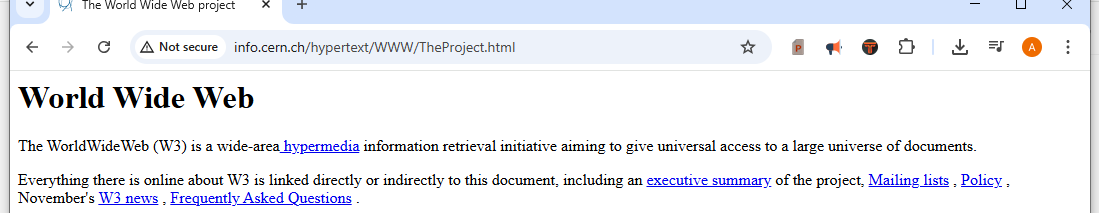 The World Wide Web project
Not secure info.cern.ch/hypertext/WWW/TheProject.html
P T A
World Wide Web
The WorldWideWeb (W3) is a wide-area hypermedia information retrieval initiative aiming to give universal access to a large universe of documents.
Everything there is online about W3 is linked directly or indirectly to this document, including an executive summary of the project, Mailing lists , Policy ,
November's W3 news , Frequently Asked Questions .